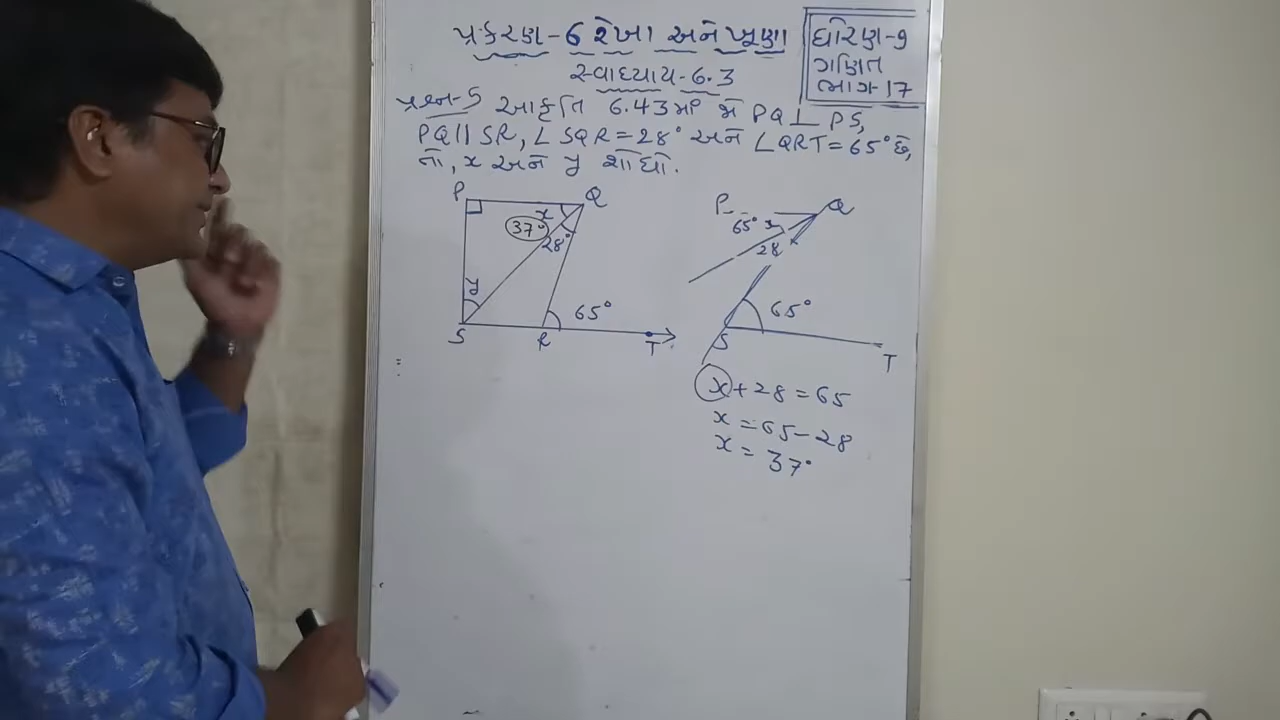 પ્રકરણ-6 રેખા અને ખૂણા
ધોરણ-9
ગણિત
ભાગ-17
સ્વાધ્યાય-6.3
પ્રશ્ન-5 આકૃતિ 6.43માં જે PQ⊥PS,
PQ||SR, ∠SQR=28° અને ∠QRT=65° છે,
તો, x અને y શોધો.
P Q
x
37°
28°
y
65°
S R T
P Q
65° x
28
65°
S
T
x+28=65
x=65-28
x=37°